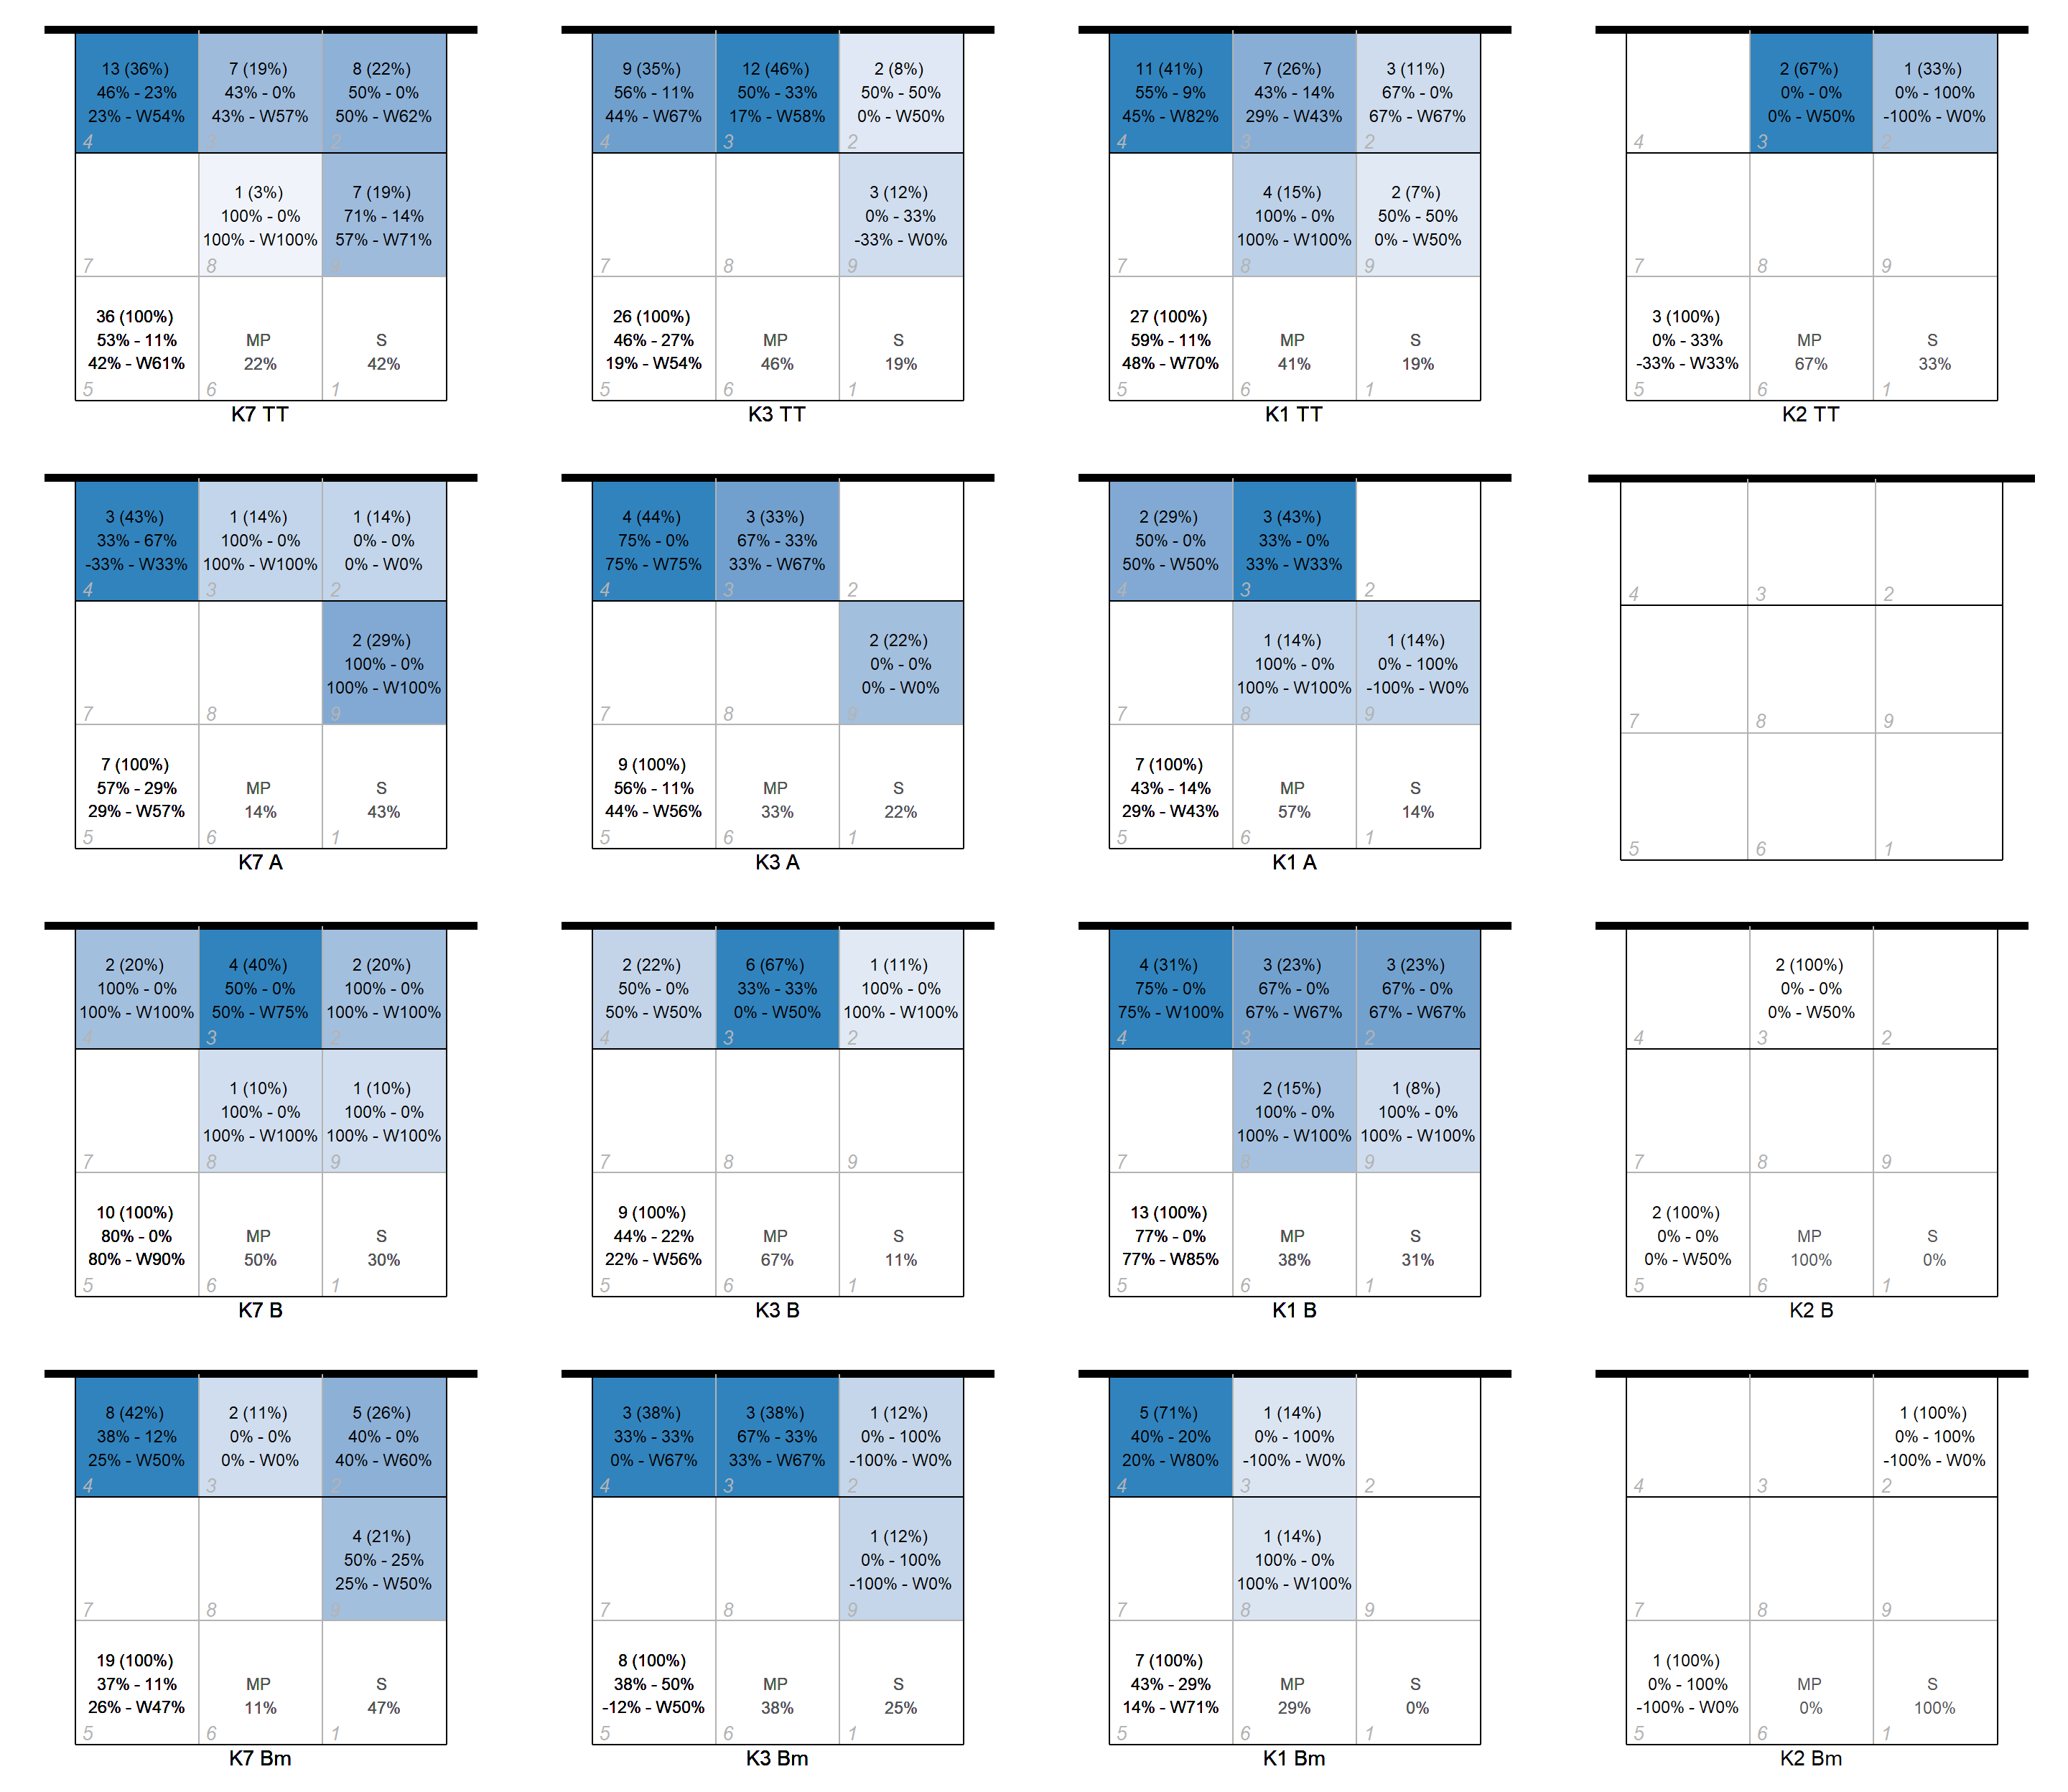 13 (36%)
46% - 23%
23% - W54%
4
7 (19%)
43% - 0%
43% - W57%
3
8 (22%)
50% - 0%
50% - W62%
2
7
1 (3%)
100% - 0%
100% - W100%
8
7 (19%)
71% - 14%
57% - W71%
9
36 (100%)
53% - 11%
42% - W61%
5
MP
22%
6
S
42%
1
K7 TT
9 (35%)
56% - 11%
44% - W67%
4
12 (46%)
50% - 33%
17% - W58%
3
2 (8%)
50% - 50%
0% - W50%
2
7
8
3 (12%)
0% - 33%
-33% - W0%
9
26 (100%)
46% - 27%
19% - W54%
5
MP
46%
6
S
19%
1
K3 TT
11 (41%)
55% - 9%
45% - W82%
4
7 (26%)
43% - 14%
29% - W43%
3
3 (11%)
67% - 0%
67% - W67%
2
7
4 (15%)
100% - 0%
100% - W100%
8
2 (7%)
50% - 50%
0% - W50%
9
27 (100%)
59% - 11%
48% - W70%
5
MP
41%
6
S
19%
1
K1 TT
4
2 (67%)
0% - 0%
0% - W50%
3
1 (33%)
0% - 100%
-100% - W0%
2
7
8
9
3 (100%)
0% - 33%
-33% - W33%
5
MP
67%
6
S
33%
1
K2 TT
3 (43%)
33% - 67%
-33% - W33%
4
1 (14%)
100% - 0%
100% - W100%
3
1 (14%)
0% - 0%
0% - W0%
2
7
8
2 (29%)
100% - 0%
100% - W100%
9
7 (100%)
57% - 29%
29% - W57%
5
MP
14%
6
S
43%
1
K7 A
4 (44%)
75% - 0%
75% - W75%
4
3 (33%)
67% - 33%
33% - W67%
3
2
7
8
2 (22%)
0% - 0%
0% - W0%
9
9 (100%)
56% - 11%
44% - W56%
5
MP
33%
6
S
22%
1
K3 A
2 (29%)
50% - 0%
50% - W50%
4
3 (43%)
33% - 0%
33% - W33%
3
2
7
1 (14%)
100% - 0%
100% - W100%
8
1 (14%)
0% - 100%
-100% - W0%
9
7 (100%)
43% - 14%
29% - W43%
5
MP
57%
6
S
14%
1
K1 A
4
3
2
7
8
9
5
6
1
2 (20%)
100% - 0%
100% - W100%
4
4 (40%)
50% - 0%
50% - W75%
3
2 (20%)
100% - 0%
100% - W100%
2
7
1 (10%)
100% - 0%
100% - W100%
8
1 (10%)
100% - 0%
100% - W100%
9
10 (100%)
80% - 0%
80% - W90%
5
MP
50%
6
S
30%
1
K7 B
2 (22%)
50% - 0%
50% - W50%
4
6 (67%)
33% - 33%
0% - W50%
3
1 (11%)
100% - 0%
100% - W100%
2
7
8
9
9 (100%)
44% - 22%
22% - W56%
5
MP
67%
6
S
11%
1
K3 B
4 (31%)
75% - 0%
75% - W100%
4
3 (23%)
67% - 0%
67% - W67%
3
3 (23%)
67% - 0%
67% - W67%
2
7
2 (15%)
100% - 0%
100% - W100%
8
1 (8%)
100% - 0%
100% - W100%
9
13 (100%)
77% - 0%
77% - W85%
5
MP
38%
6
S
31%
1
K1 B
4
2 (100%)
0% - 0%
0% - W50%
3
2
7
8
9
2 (100%)
0% - 0%
0% - W50%
5
MP
100%
6
S
0%
1
K2 B
8 (42%)
38% - 12%
25% - W50%
4
2 (11%)
0% - 0%
0% - W0%
3
5 (26%)
40% - 0%
40% - W60%
2
7
8
4 (21%)
50% - 25%
25% - W50%
9
19 (100%)
37% - 11%
26% - W47%
5
MP
11%
6
S
47%
1
K7 Bm
3 (38%)
33% - 33%
0% - W67%
4
3 (38%)
67% - 33%
33% - W67%
3
1 (12%)
0% - 100%
-100% - W0%
2
7
8
1 (12%)
0% - 100%
-100% - W0%
9
8 (100%)
38% - 50%
-12% - W50%
5
MP
38%
6
S
25%
1
K3 Bm
5 (71%)
40% - 20%
20% - W80%
4
1 (14%)
0% - 100%
-100% - W0%
3
2
7
1 (14%)
100% - 0%
100% - W100%
8
9
7 (100%)
43% - 29%
14% - W71%
5
MP
29%
6
S
0%
1
K1 Bm
4
3
1 (100%)
0% - 100%
-100% - W0%
2
7
8
9
1 (100%)
0% - 100%
-100% - W0%
5
MP
0%
6
S
100%
1
K2 Bm